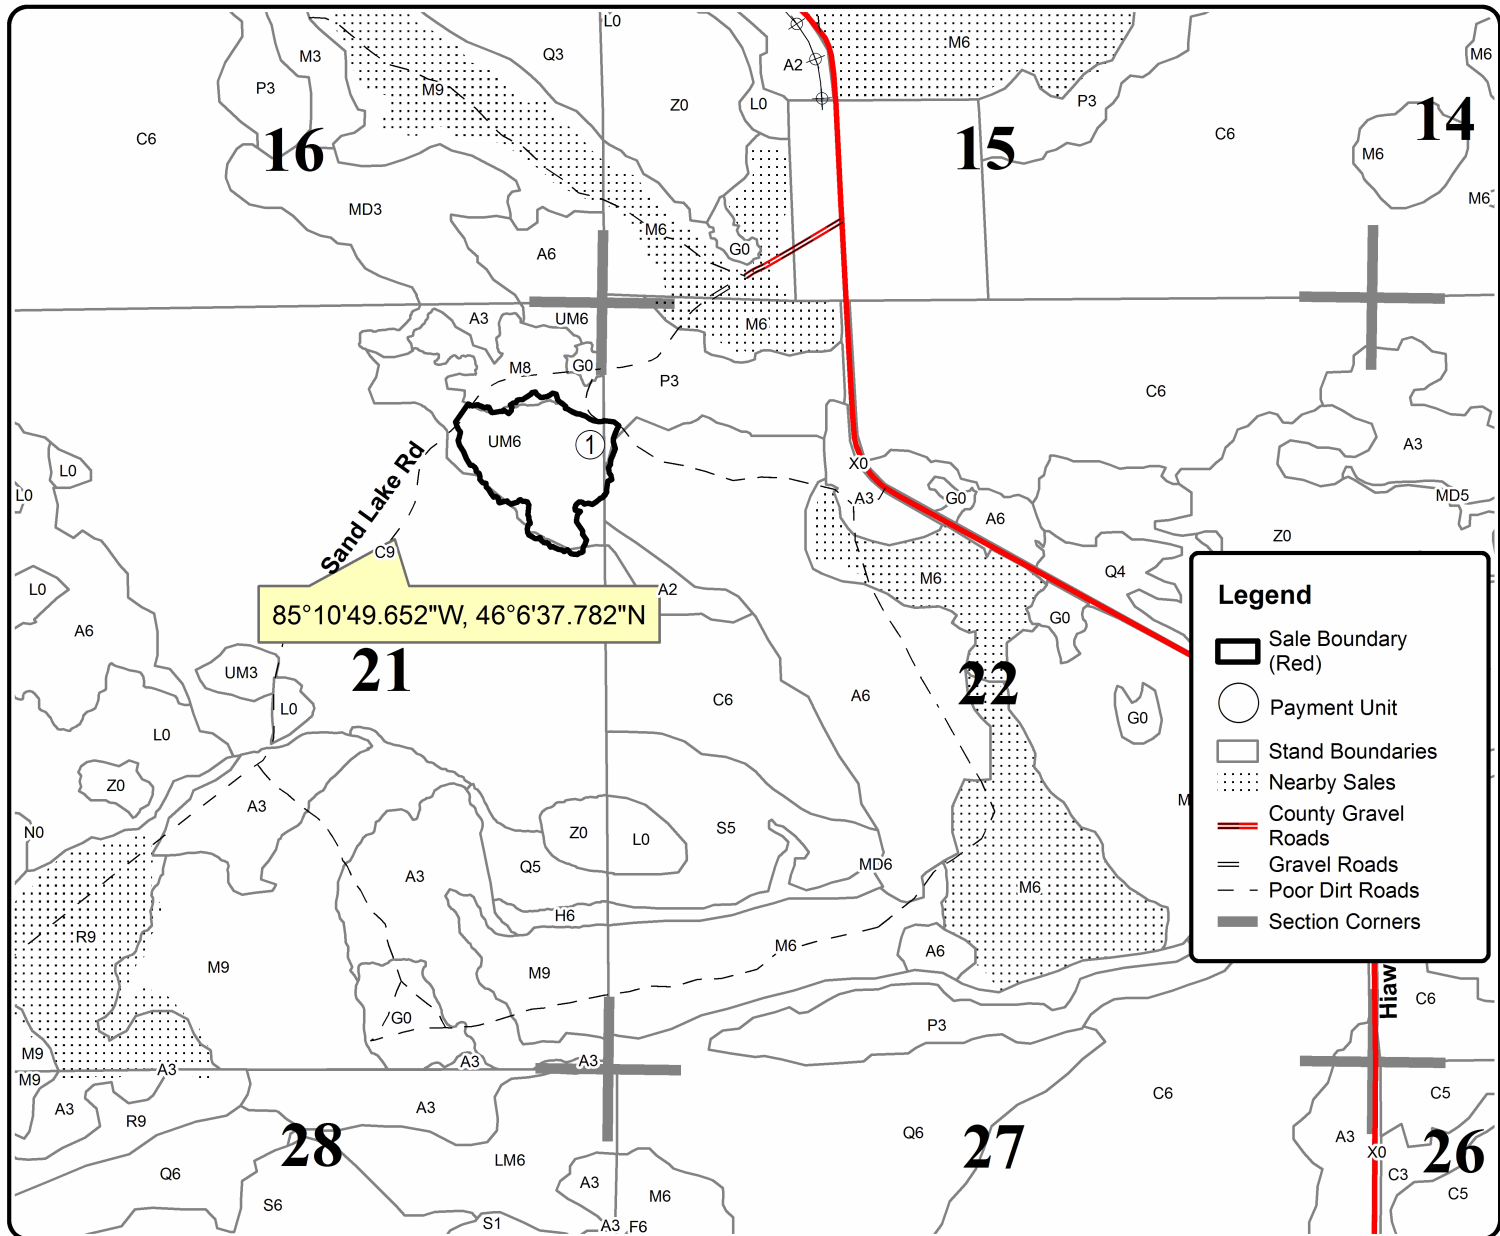 L0
M3
Q3
A2
M6
M6
P3
M9
Z0
L0
P3
C6
16
15
C6
14
M6
MD3
M6
M6
A6
G0
A3
UM6
M6
M8
G0
P3
C6
UM6
1
A3
L0
Sand Lake Rd
X0
L0
A3
G0
MD5
A6
Z0
C9
M6
Q4
L0
A2
85°10'49.652"W, 46°6'37.782"N
G0
A6
UM3
21
22
C6
A6
L0
G0
L0
Z0
A3
M
N0
Z0
L0
S5
Q5
A3
MD6
M6
H6
R9
M6
A6
M9
M9
G0
P3
Hiaw
C6
M9
A3
A3
A3
M9
A3
R9
A3
C6
C5
28
Q6
27
A3
X0
26
Q6
LM6
C3
S6
A3
M6
C5
S1
A3
F6
Legend
Sale Boundary
(Red)
Payment Unit
Stand Boundaries
Nearby Sales
County Gravel
Roads
Gravel Roads
Poor Dirt Roads
Section Corners